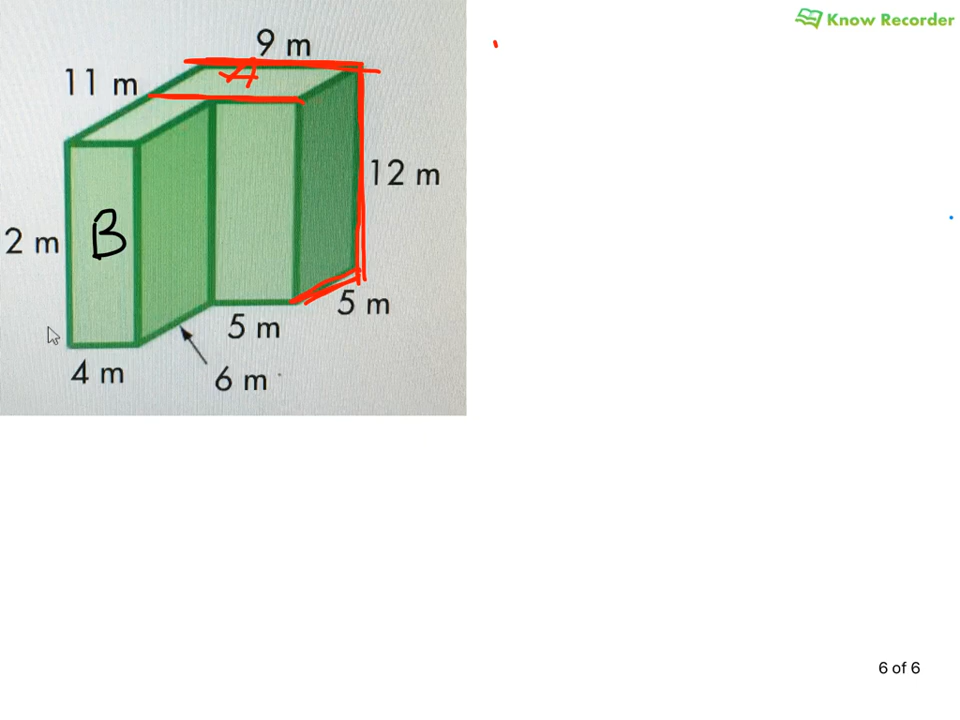 Know Recorder
9 m
A
11 m
12 m
2 m
B
5 m
5 m
4 m
6 m
6 of 6